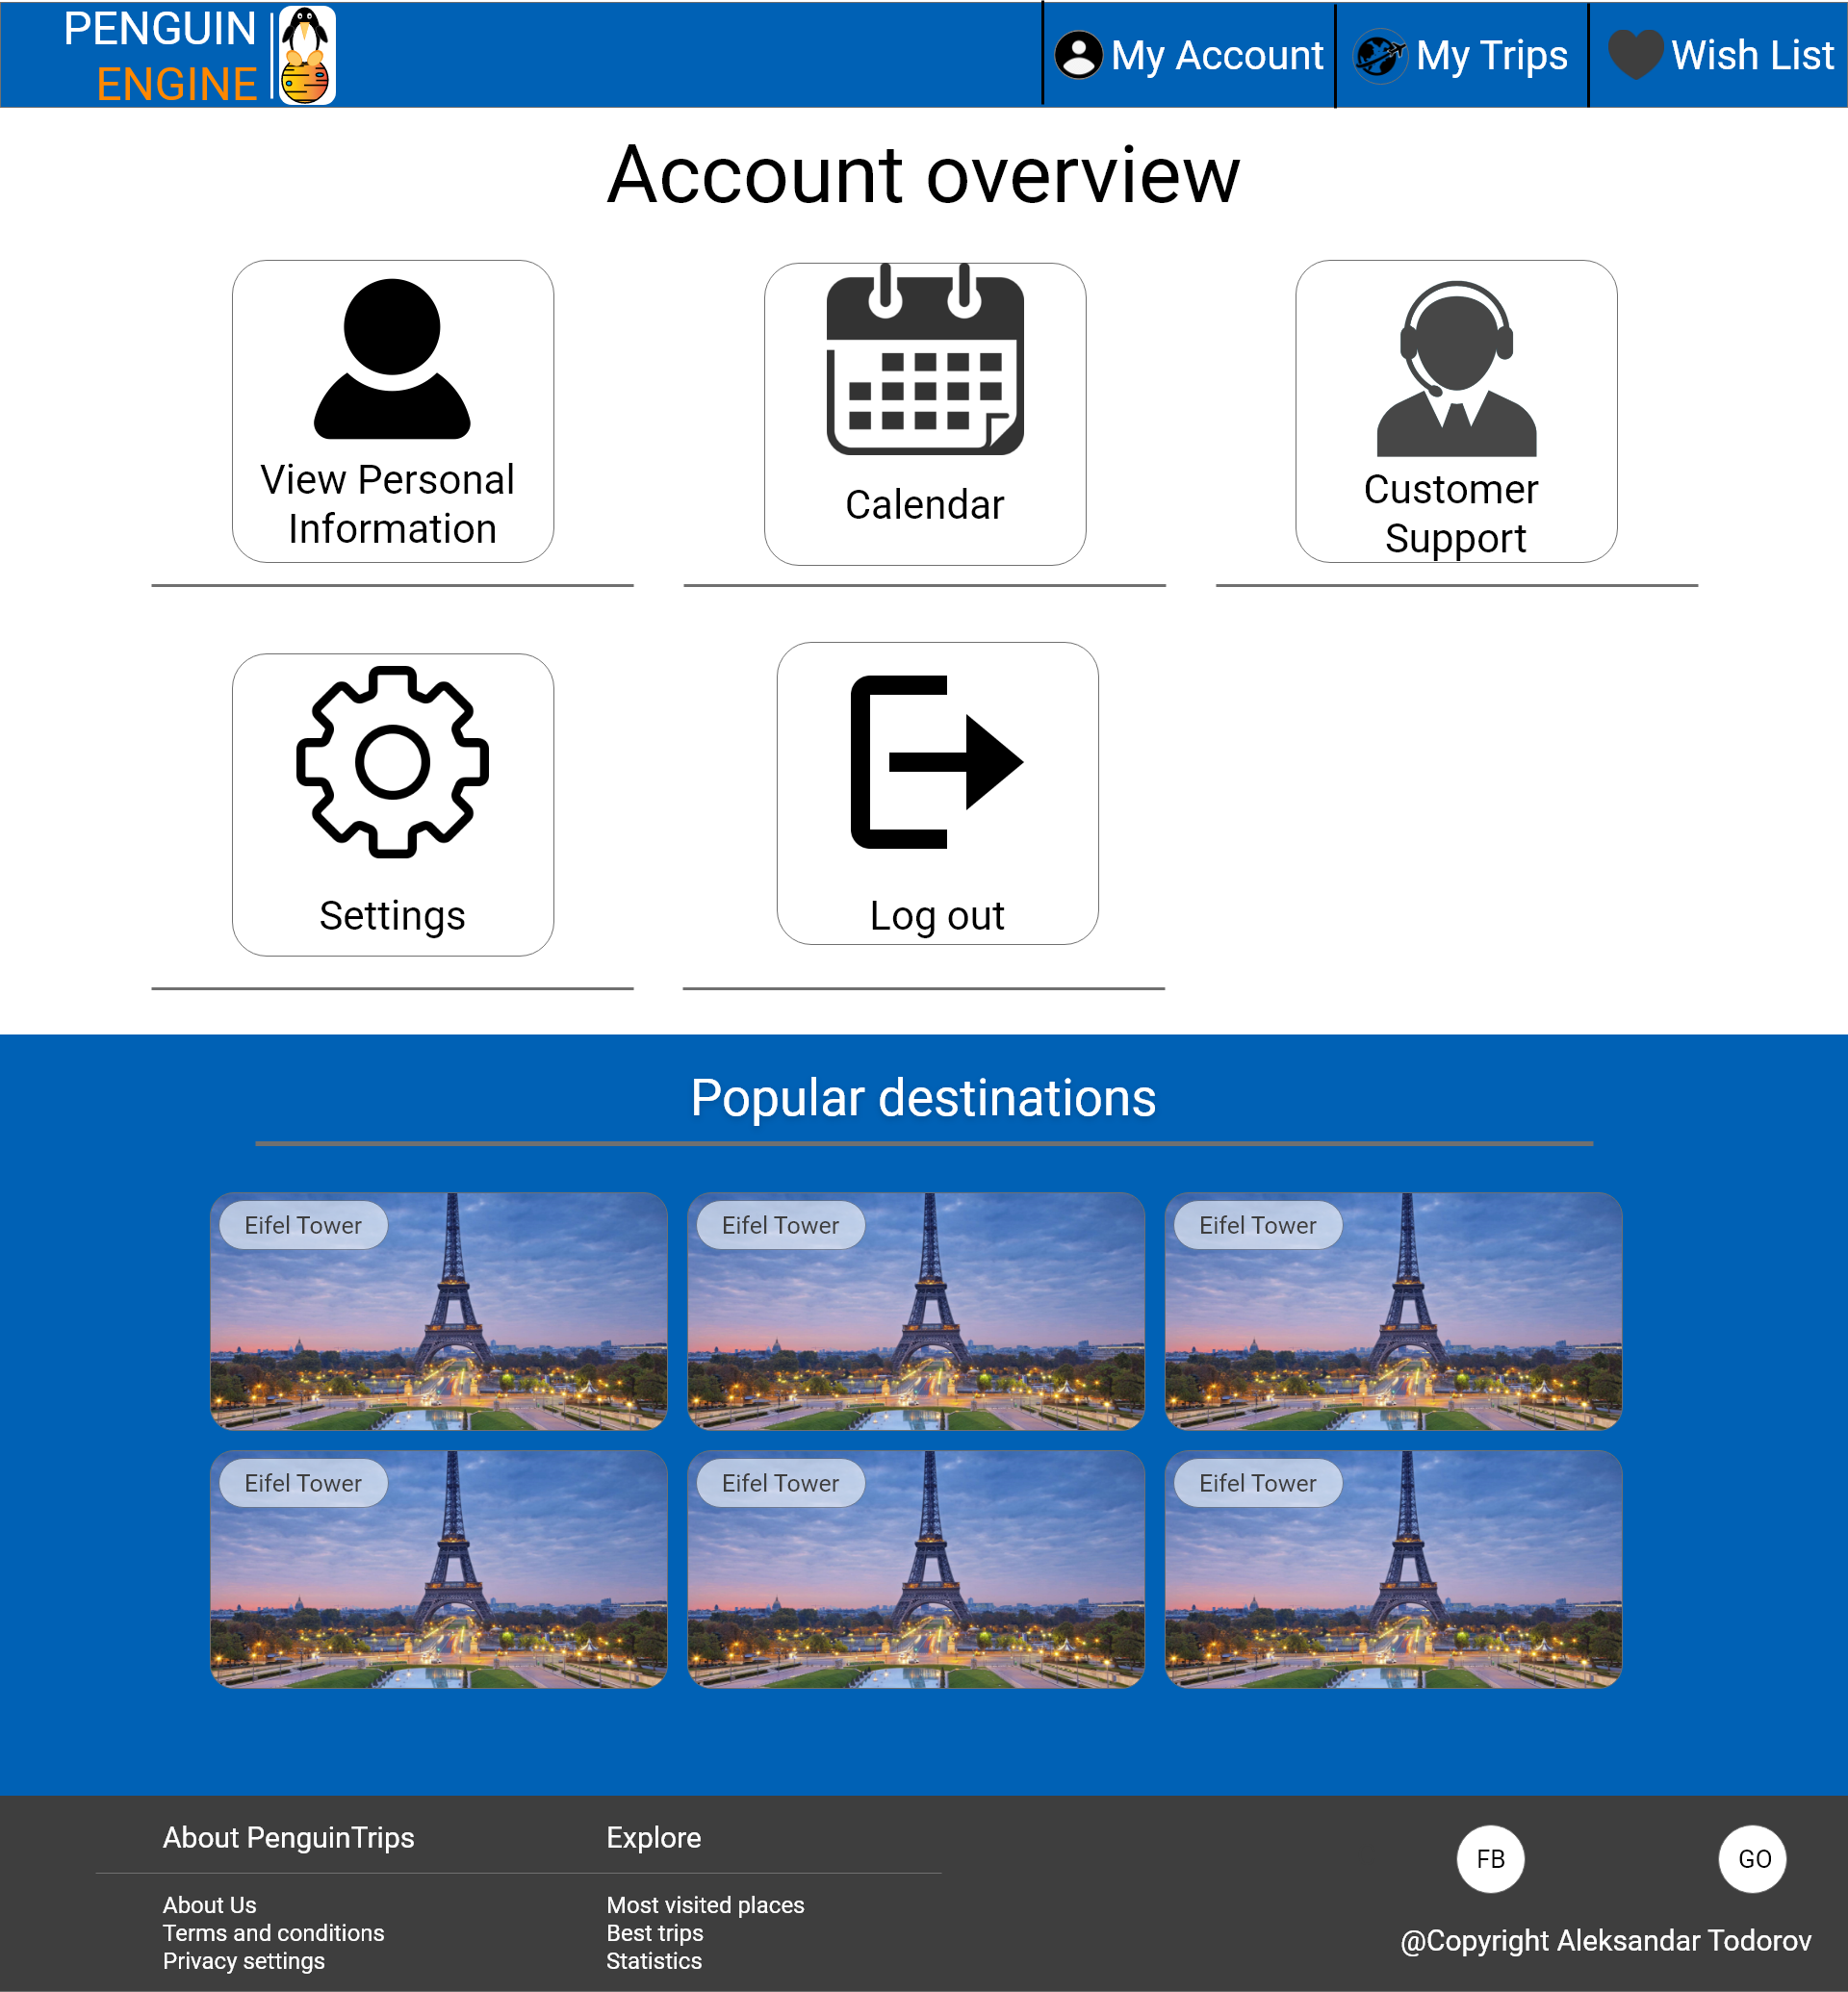 PENGUIN
ENGINE
My Account
My Trips
Wish List
Account overview
View Personal
Information
Calendar
Customer
Support
Settings
Log out
Popular destinations
Eifel Tower
Eifel Tower
Eifel Tower
Eifel Tower
Eifel Tower
Eifel Tower
About PenguinTrips
About Us
Terms and conditions
Privacy settings
Explore
Most visited places
Best trips
Statistics
FB
GO
@Copyright Aleksandar Todorov